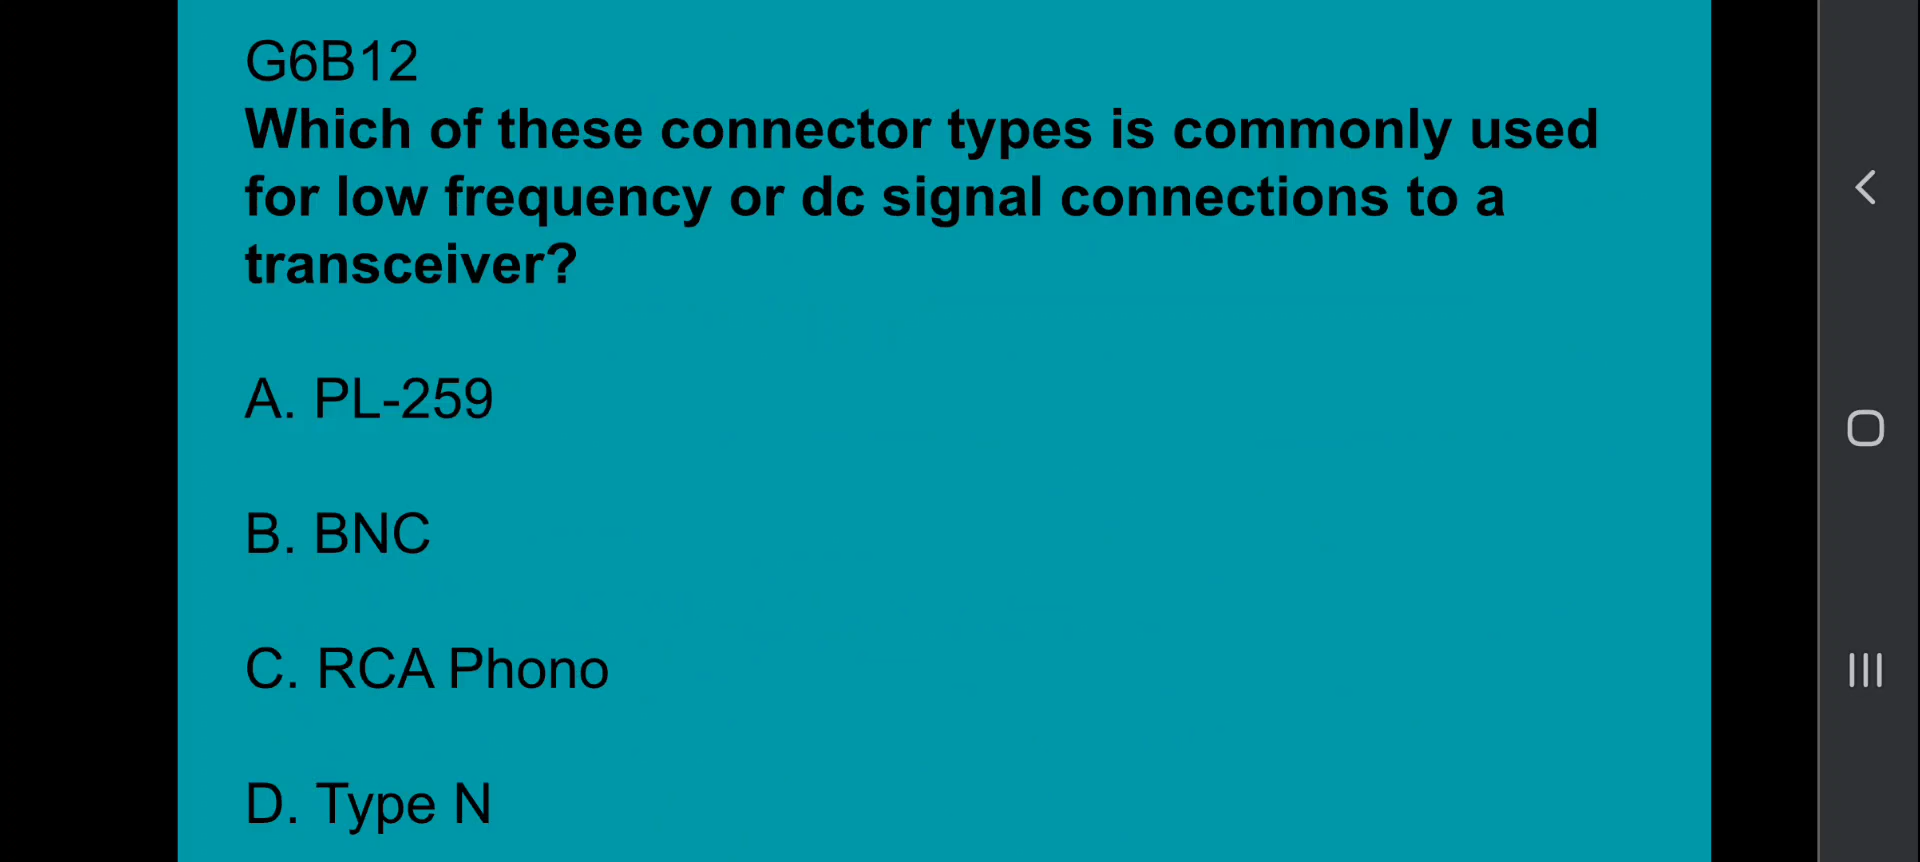 G6B12
Which of these connector types is commonly used
for low frequency or dc signal connections to a
transceiver?
A. PL-259
B. BNC
C. RCA Phono
D. Type N